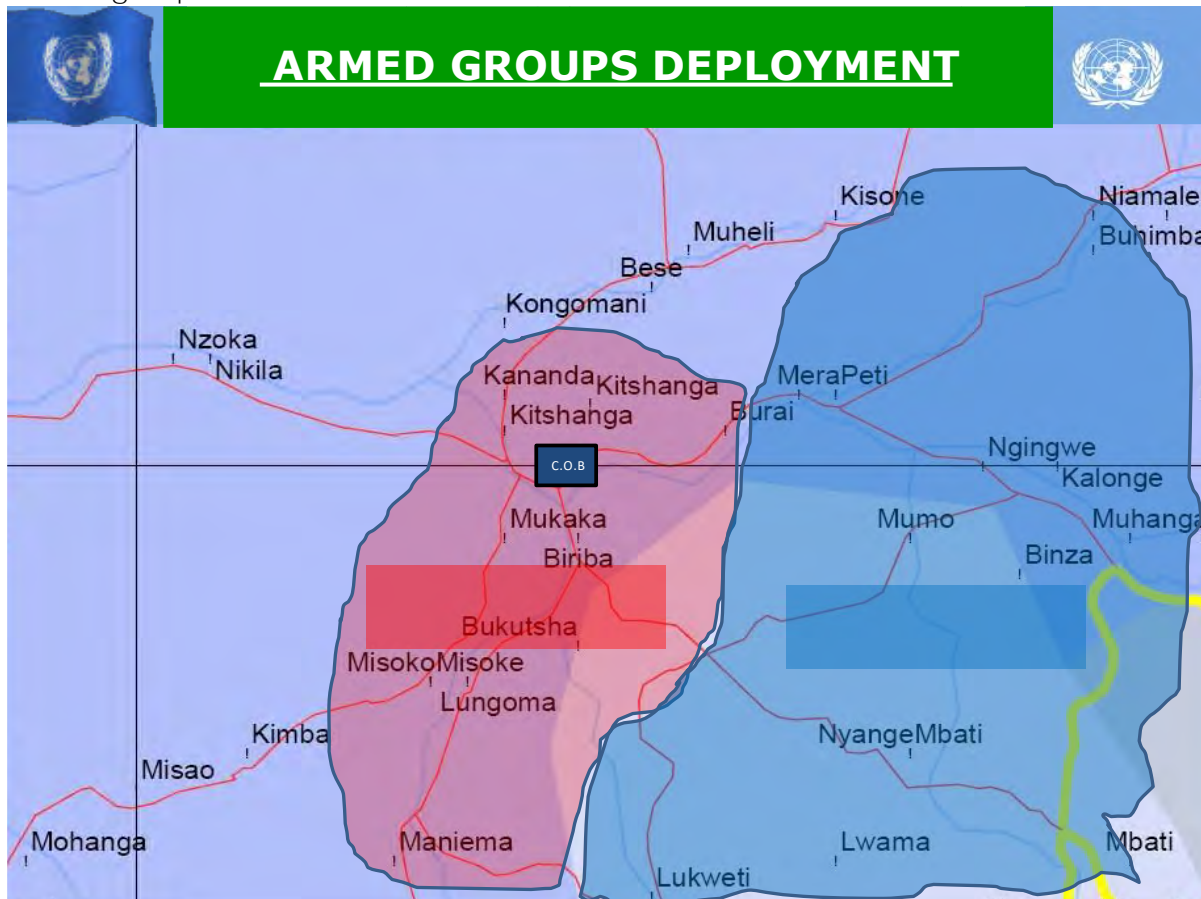 ARMED GROUPS DEPLOYMENT
Kisone
Niamale
Muheli
Buhimba
Bese
Kongomani
Nzoka
Nikila
Kananda
Kitshanga
MeraPeti
Kitshanga
Burai
C.O.B
Ngingwe
Kalonge
Mukaka
Mumo
Muhanga
Biriba
Binza
Bukutsha
MisokoMisoke
Lungoma
Kimba
NyangeMbati
Misao
Mohanga
Maniema
Lwama
Mbati
Lukweti